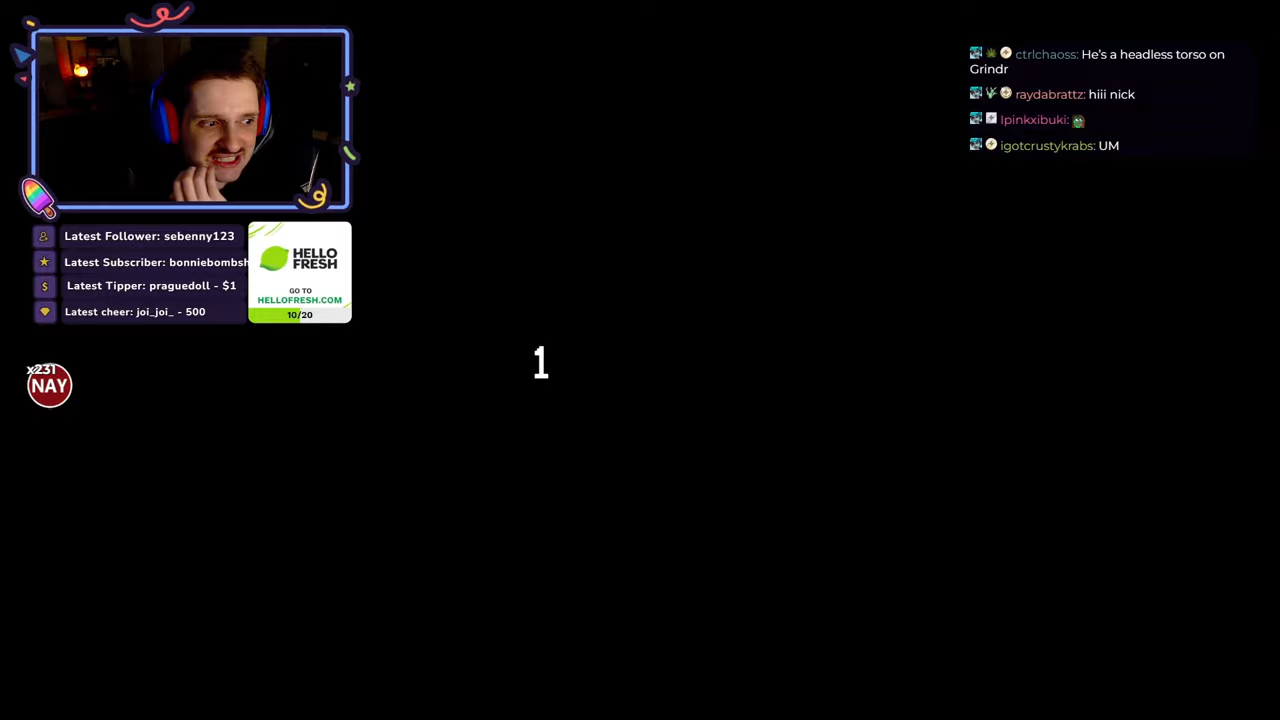 ctrlchaoss: He's a headless torso on
Grindr
raydabrattz: hiii nick
lpinkxibuki:
igotcrustykrabs: UM
Latest Follower: sebenny123
Latest Subscriber: bonniebombsh
Latest Tipper: praguedoll - $1
Latest cheer: joi_joi_ - 500
HELLO
FRESH
GO TO
HELLOFRESH.COM
10/20
x231
NAY
1